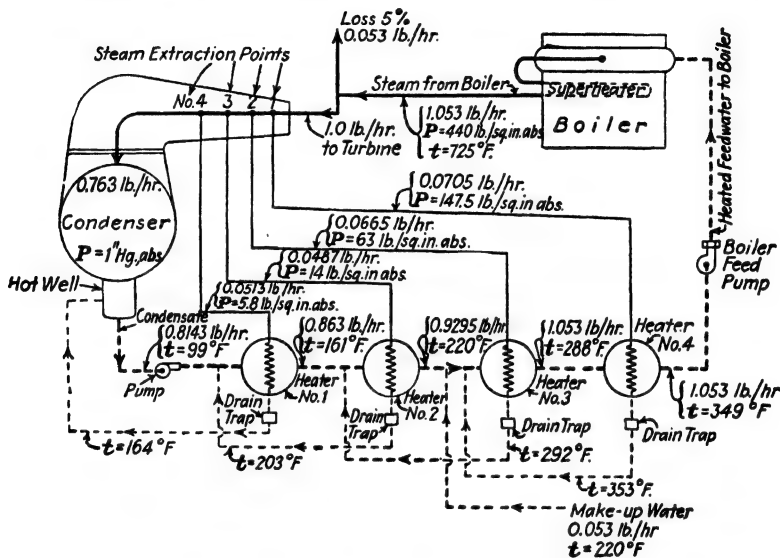 Loss 5%
0.053 lb./hr.
Steam Extraction Points
No.4 3 2 1
Steam from Boiler
Superheater
Boiler
1.053 lb./hr.
P=440 lb./sq.in.abs
t=725°F.
1.0 lb./hr.
to Turbine
Heated Feedwater to Boiler
0.763 lb./hr.
Condenser
P=1"Hg.,abs.
0.0705 lb./hr.
P=147.5 lb./sq.in.abs.
0.0665 lb./hr.
P=63 lb./sq.in.abs.
0.0487 lb./hr.
P=14 lb./sq.in.abs.
0.0513 lb./hr.
P=5.8 lb./sq.in.abs.
Boiler
Feed
Pump
Hot Well
Condensate
0.8143 lb./hr.
t=99°F.
Pump
0.863 lb./hr.
t=161°F.
0.9295 lb./hr.
t=220°F.
1.053 lb./hr.
t=288°F.
Heater
No.4
1.053 lb./hr.
t=349°F
Heater
No.1
Heater
No.2
Heater
No.3
Drain
Trap
Drain
Trap
Drain Trap
Drain Trap
t=164°F
t=203°F
t=292°F.
t=353°F.
Make-up Water
0.053 lb./hr
t=220°F